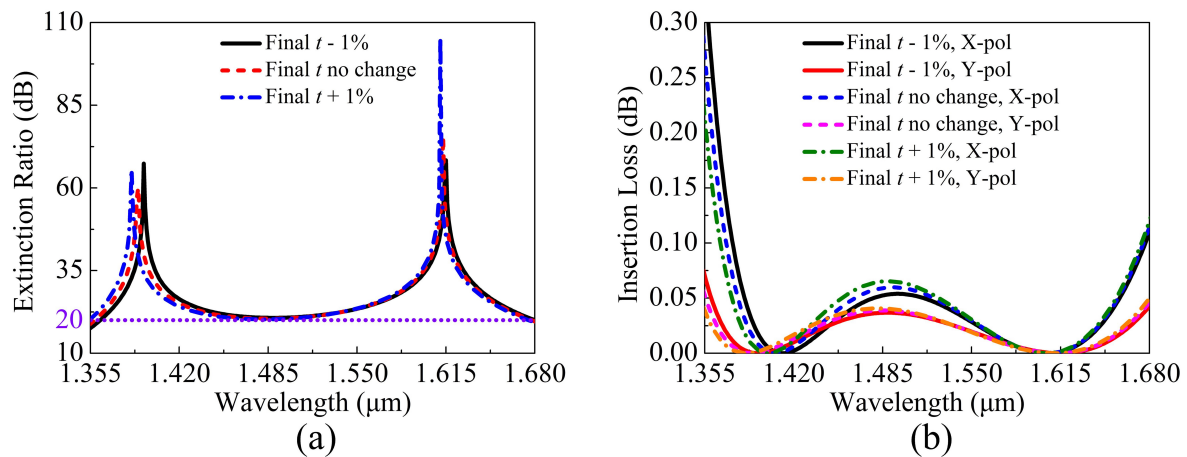 110
85
60
35
20
10
Extinction Ratio (dB)
Final t - 1%
Final t no change
Final t + 1%
1.355 1.420 1.485 1.550 1.615 1.680
Wavelength (μm)
(a)
0.30
0.25
0.20
0.15
0.10
0.05
0.00
Insertion Loss (dB)
Final t - 1%, X-pol
Final t - 1%, Y-pol
Final t no change, X-pol
Final t no change, Y-pol
Final t + 1%, X-pol
Final t + 1%, Y-pol
1.355 1.420 1.485 1.550 1.615 1.680
Wavelength (μm)
(b)